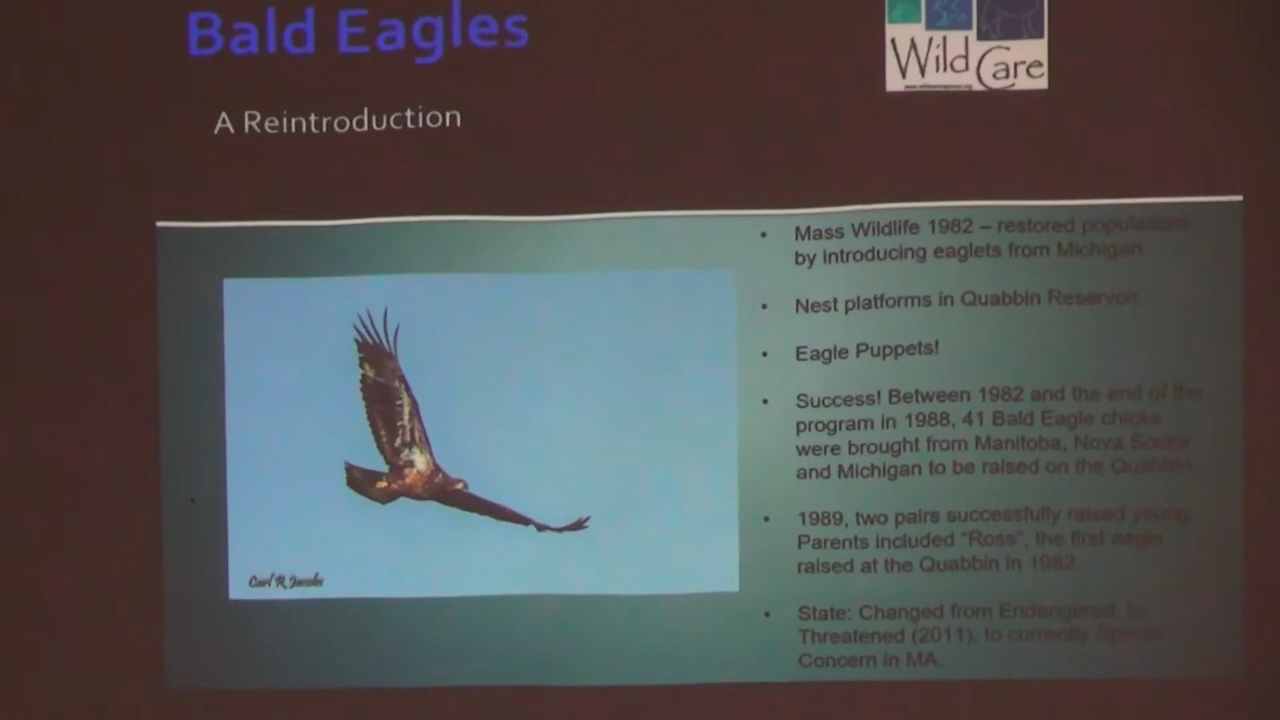 Bald Eagles
A Reintroduction
Wild Care
• Mass Wildlife 1982 – restored populations
by introducing eaglets from Michigan
• Nest platforms in Quabbin Reservoir
• Eagle Puppets!
• Success! Between 1982 and the end of the
program in 1988, 41 Bald Eagle chicks
were brought from Manitoba, Nova Scotia
and Michigan to be raised on the Quabbin
• 1989, two pairs successfully raised young.
Parents included "Ross", the first eagle
raised at the Quabbin in 1982.
• State: Changed from Endangered, to
Threatened (2011), to currently Special
Concern in MA.
Carl R Jacobs